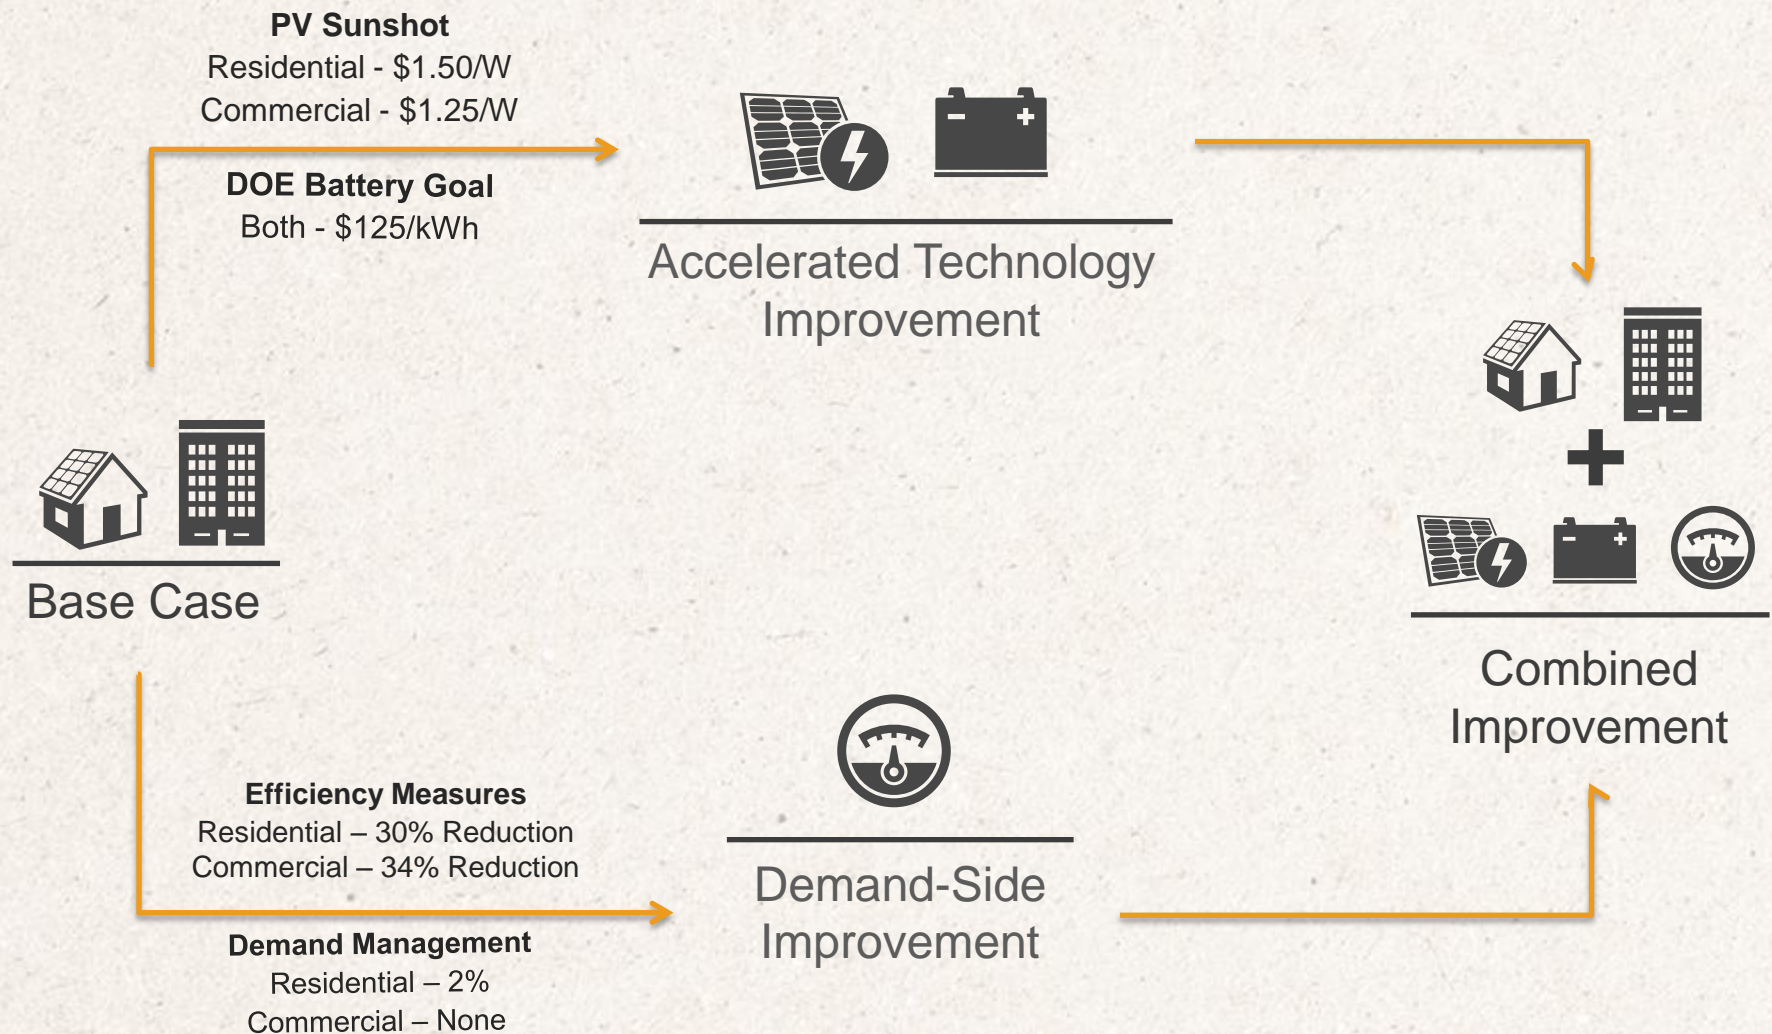 PV Sunshot
Residential - $1.50/W
Commercial - $1.25/W
DOE Battery Goal
Both - $125/kWh
Accelerated Technology
Improvement
Base Case
Combined
Improvement
Efficiency Measures
Residential – 30% Reduction
Commercial – 34% Reduction
Demand Management
Residential – 2%
Commercial – None
Demand-Side
Improvement